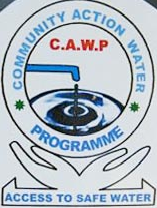 COMMUNITY ACTION WATER
C.A.W.P
PROGRAMME
ACCESS TO SAFE WATER